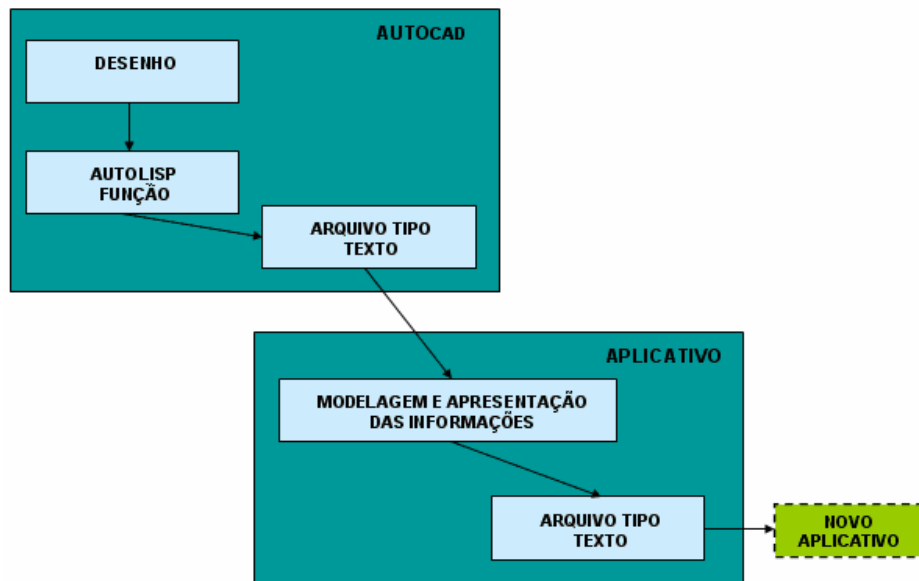 AUTOCAD
DESENHO
AUTOLISP
FUNÇÃO
ARQUIVO TIPO
TEXTO
APLICATIVO
MODELAGEM E APRESENTAÇÃO
DAS INFORMAÇÕES
ARQUIVO TIPO
TEXTO
NOVO
APLICATIVO